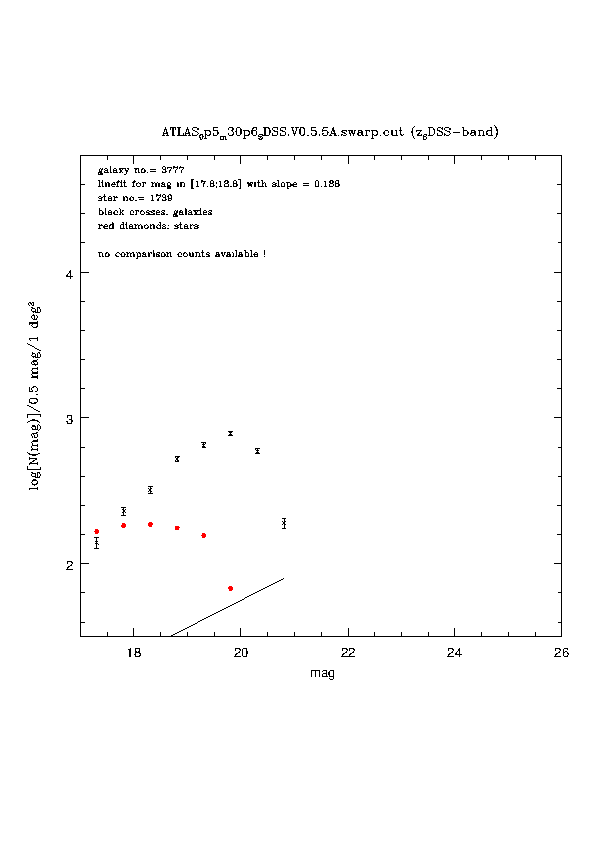 ATLAS_0p5_m30p6_SDSS.V0.5.5A.swarp.cut (z_SDSS-band)
galaxy no.= 3777
linefit for mag in [17.8;18.8] with slope = 0.188
star no.= 1739
black crosses: galaxies
red diamonds: stars
no comparison counts available !
log[N(mag)]/0.5 mag/1 deg²
4
3
2
18 20 22 24 26
mag